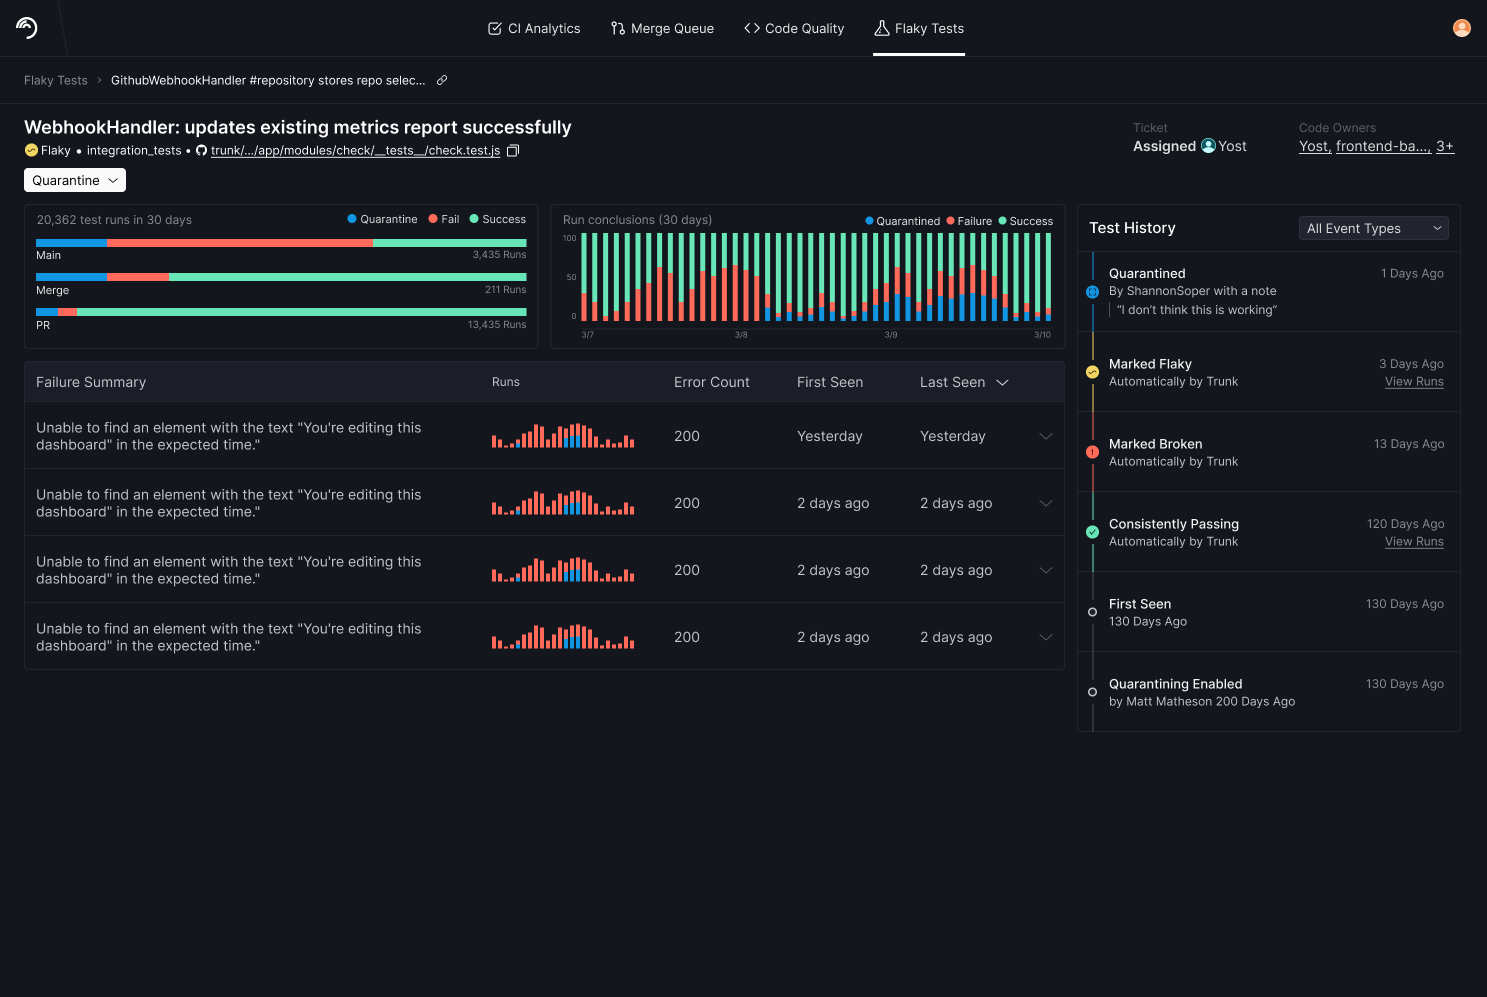 CI Analytics
Merge Queue
Code Quality
Flaky Tests
Flaky Tests > GithubWebhookHandler #repository stores repo selec...
WebhookHandler: updates existing metrics report successfully
Flaky • integration_tests • trunk/.../app/modules/check/__tests__/check.test.js
Quarantine
Ticket
Assigned Yost
Code Owners
Yost, frontend-ba..., 3+
20,362 test runs in 30 days
Quarantine Fail Success
Main 3,435 Runs
Merge 211 Runs
PR 13,435 Runs
Run conclusions (30 days)
Quarantined Failure Success
100
50
0
3/7 3/8 3/9 3/10
Failure Summary Runs Error Count First Seen Last Seen
Unable to find an element with the text "You're editing this
dashboard" in the expected time."
200 Yesterday Yesterday
Unable to find an element with the text "You're editing this
dashboard" in the expected time."
200 2 days ago 2 days ago
Unable to find an element with the text "You're editing this
dashboard" in the expected time."
200 2 days ago 2 days ago
Unable to find an element with the text "You're editing this
dashboard" in the expected time."
200 2 days ago 2 days ago
Test History
All Event Types
Quarantined 1 Days Ago
By ShannonSoper with a note
“I don’t think this is working”
Marked Flaky 3 Days Ago
Automatically by Trunk View Runs
Marked Broken 13 Days Ago
Automatically by Trunk
Consistently Passing 120 Days Ago
Automatically by Trunk View Runs
First Seen 130 Days Ago
130 Days Ago
Quarantining Enabled 130 Days Ago
by Matt Matheson 200 Days Ago